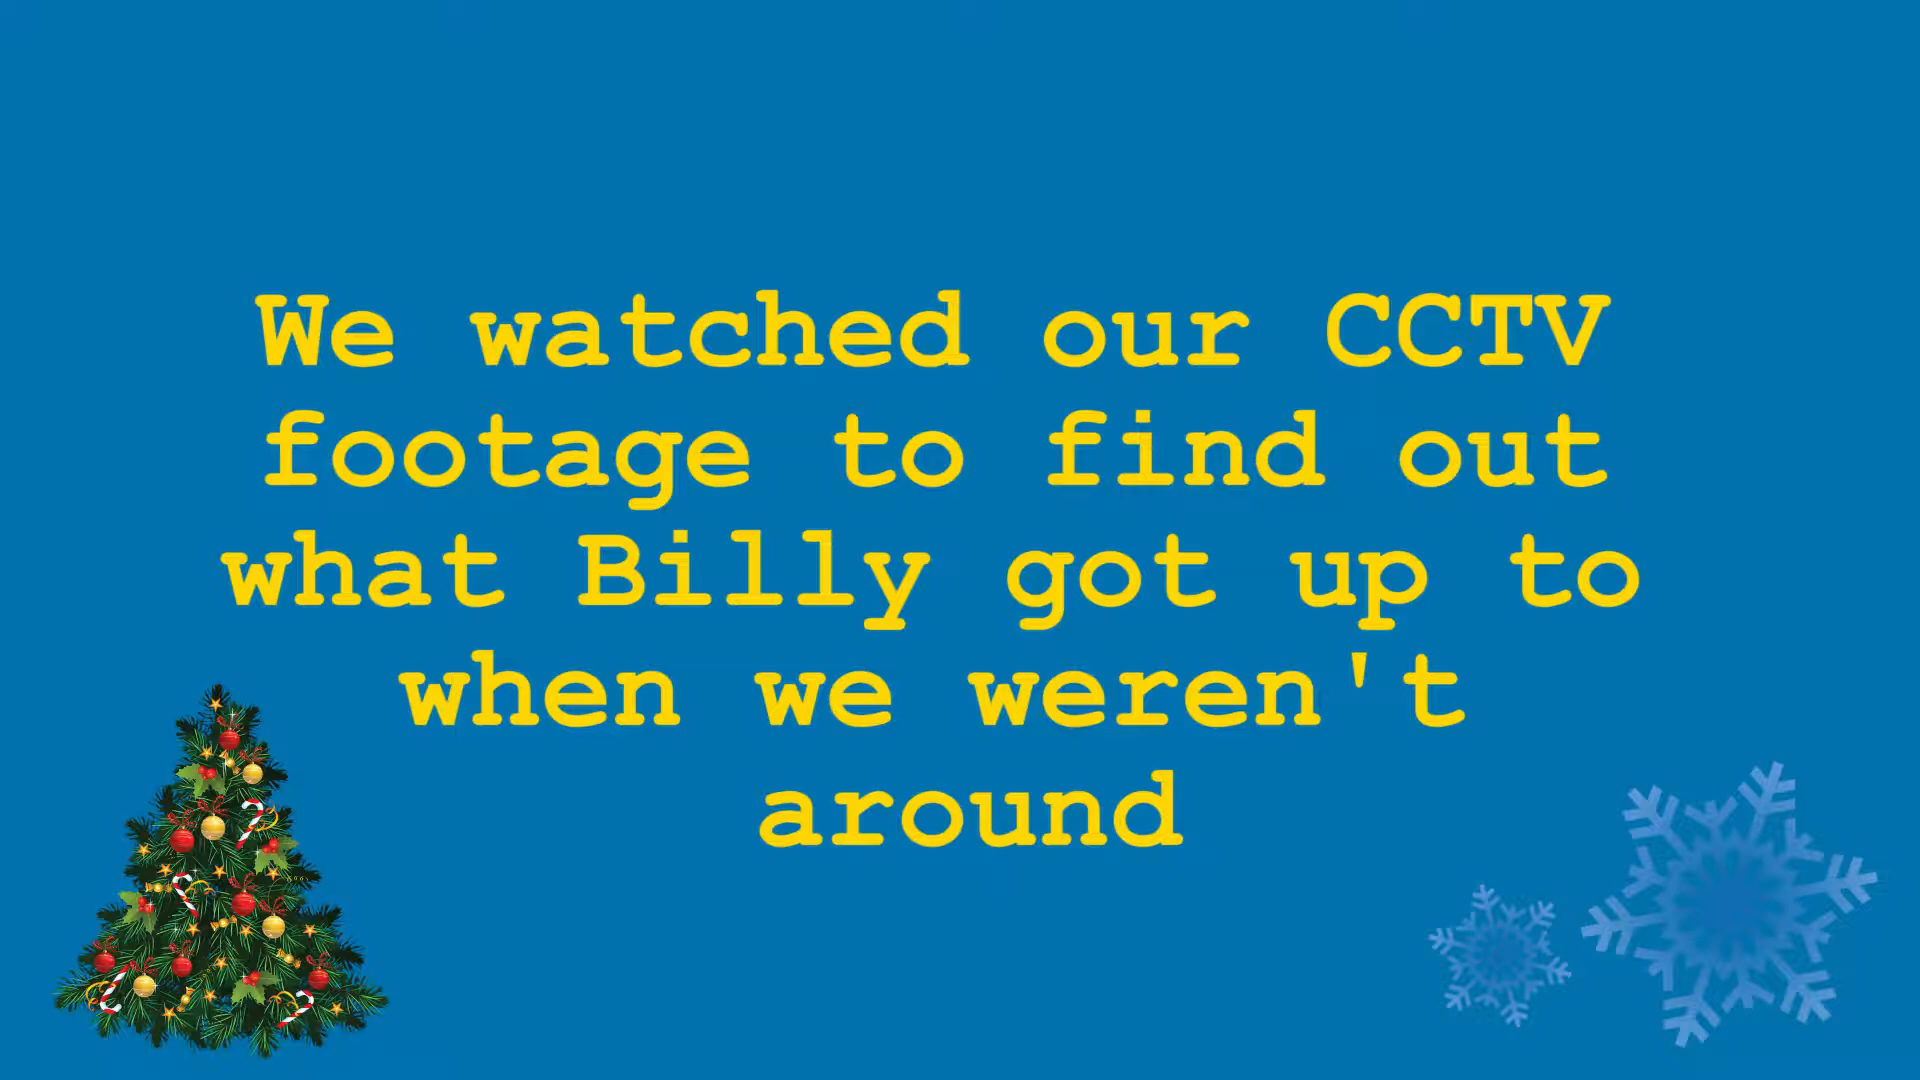 We watched our CCTV
footage to find out
what Billy got up to
when we weren't
around